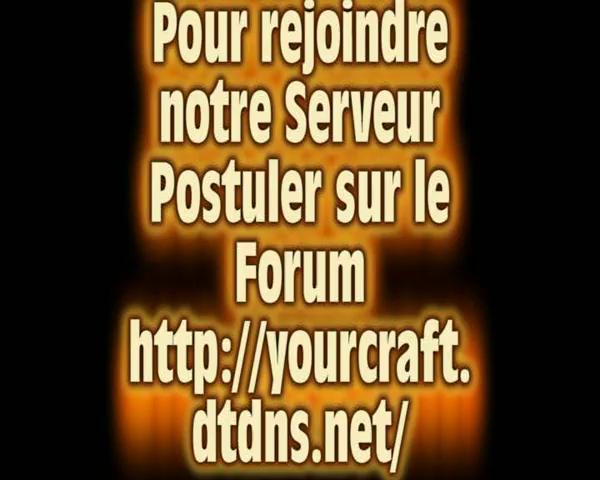 Pour rejoindre
notre Serveur
Postuler sur le
Forum
http://yourcraft.
dtdns.net/